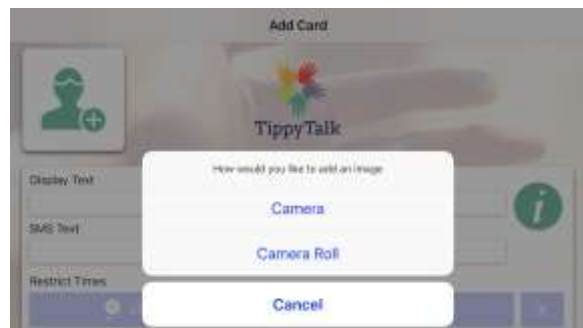 Add Card
TippyTalk
How would you like to add an image
Display Text
Camera
SMS Text
Camera Roll
Restrict Times
Cancel